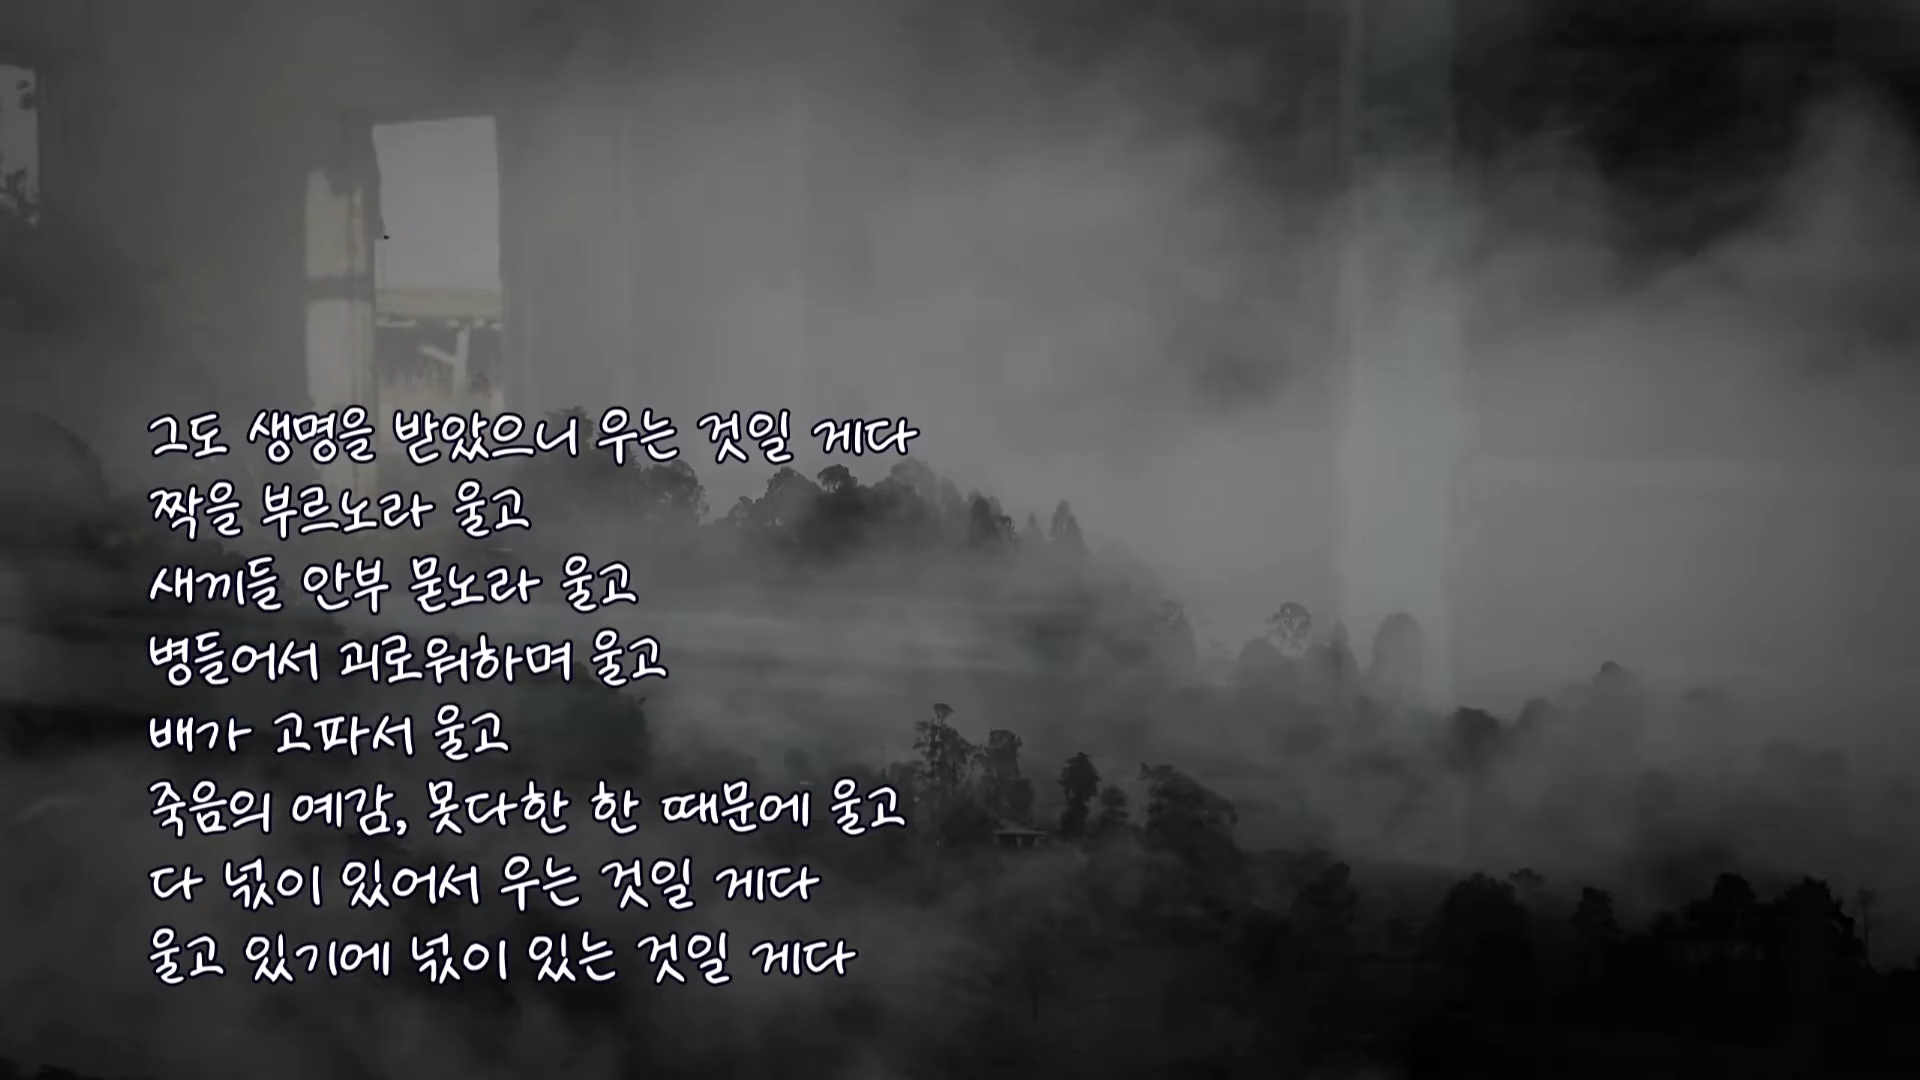 그도 생명을 받았으니 우는 것일 게다
짝을 부르노라 울고
새끼들 안부 묻노라 울고
병들어서 괴로워하며 울고
배가 고파서 울고
죽음의 예감, 못다한 한 때문에 울고
다 넋이 있어서 우는 것일 게다
울고 있기에 넋이 있는 것일 게다